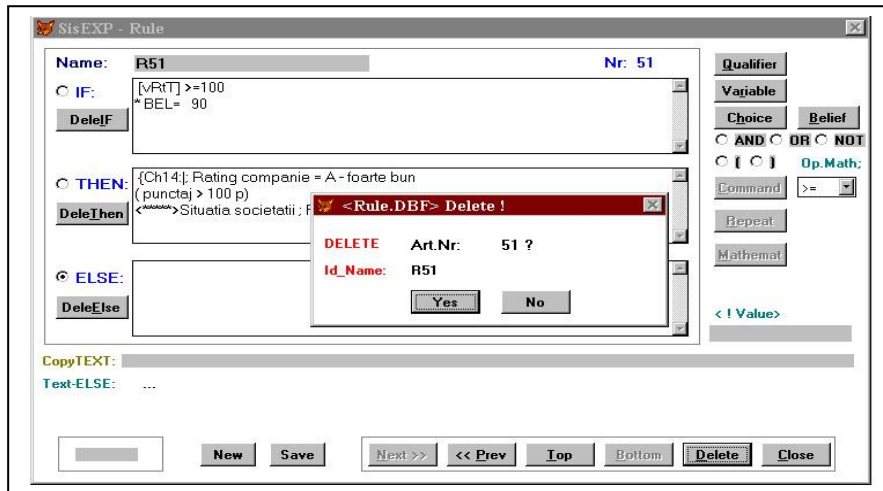 SisEXP - Rule
Name: R51 Nr: 51
IF:
[vRtT] >=100
* BEL= 90
DeleIF
THEN:
{Ch14:|; Rating companie = A - foarte bun
( punctaj > 100 p)
<*****>Situatia societatii ;
DeleThen
ELSE:
DeleElse
<Rule.DBF> Delete !
DELETE Art.Nr: 51 ?
Id_Name: R51
Yes No
Qualifier
Variable
Choice Belief
AND OR NOT
( ) Op.Math;
Command >=
Repeat
Mathemat
< ! Value>
CopyTEXT:
Text-ELSE: ...
New Save Next >> << Prev Top Bottom Delete Close